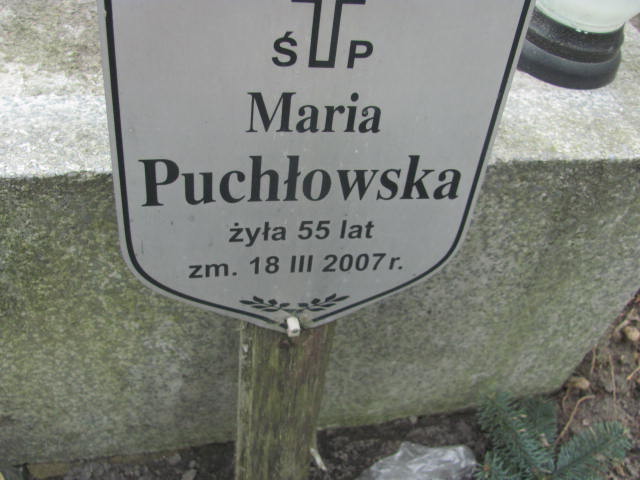 Ś P
Maria
Puchłowska
żyła 55 lat
zm. 18 III 2007 r.